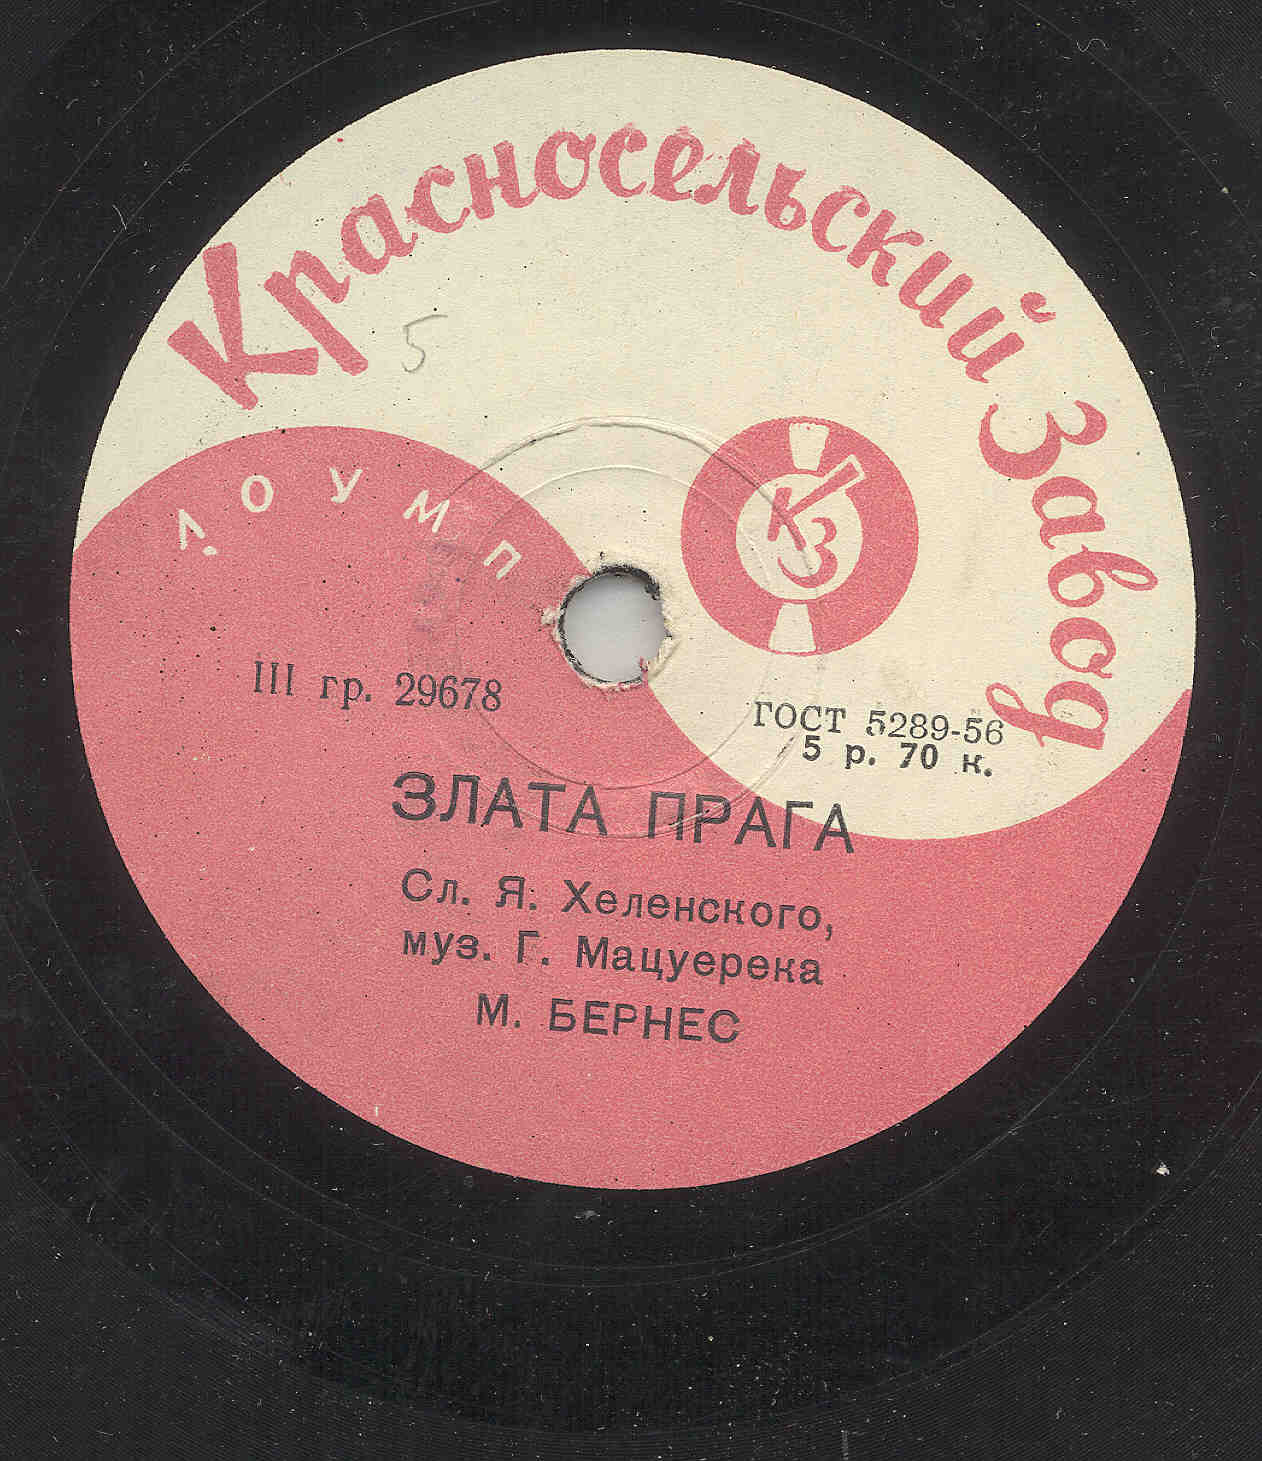 Красносельский Завод
5
Л.ОУМП
КЗ
III гр. 29678
ГОСТ 5289-56
5 р. 70 к.
ЗЛАТА ПРАГА
Сл. Я. Хеленского,
муз. Г. Мацуерека
М. БЕРНЕС